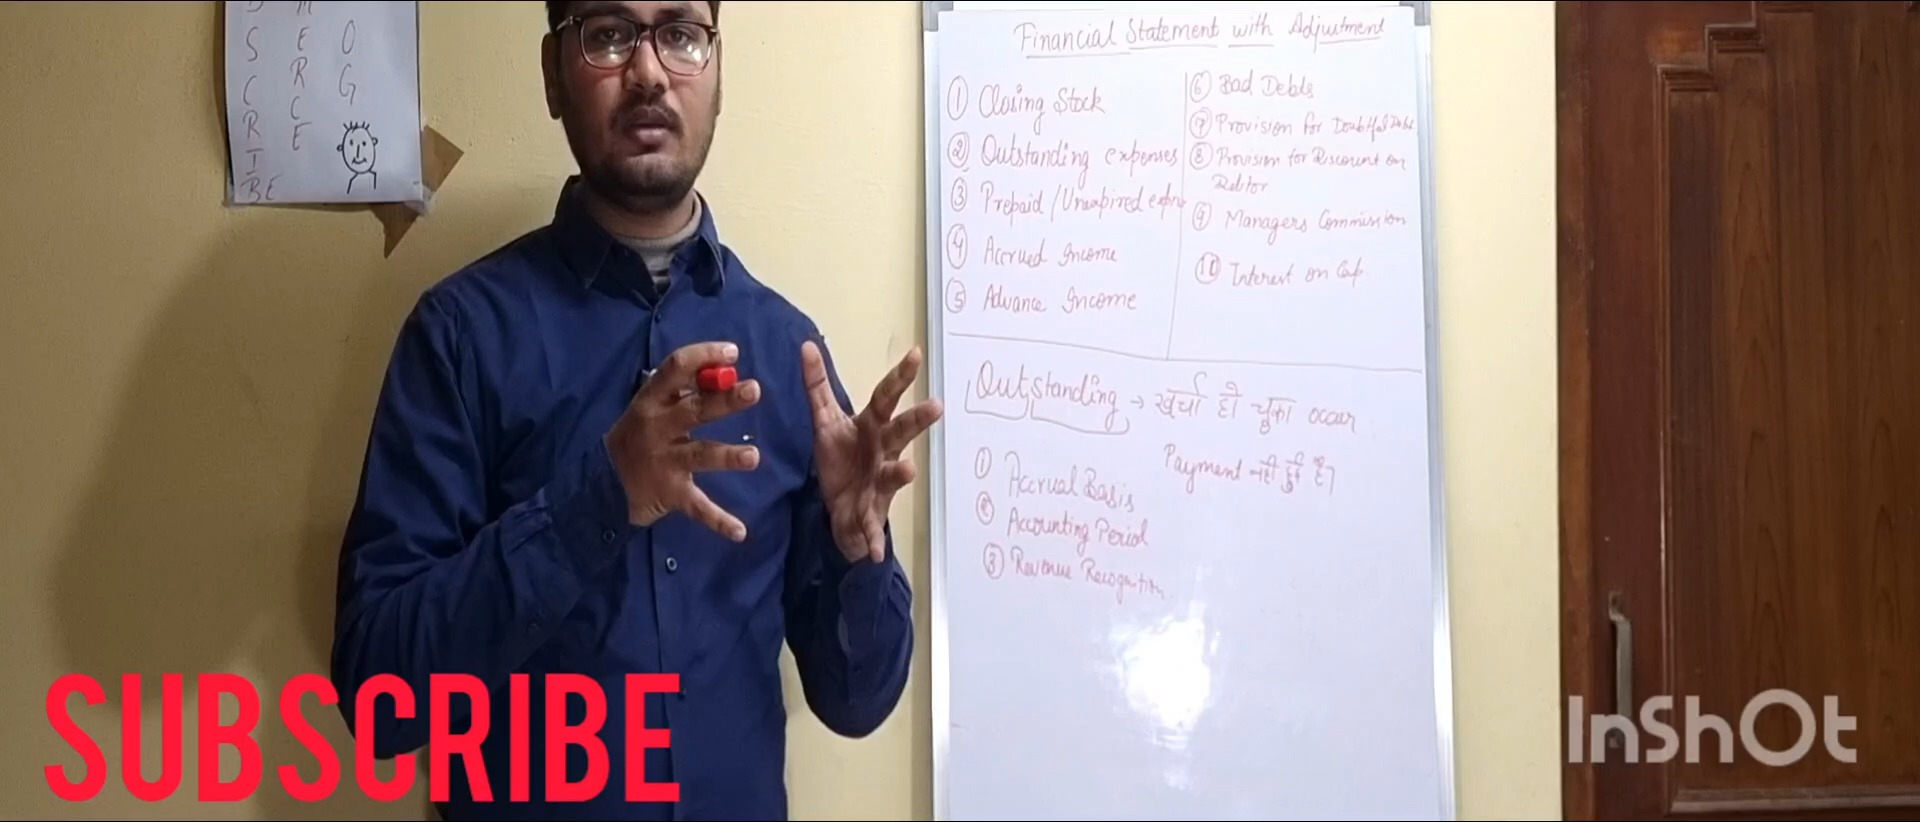 S
C
R
I
BE
E
R
C
E
O
G
Financial Statement with Adjustment
① Closing Stock
② Outstanding expenses
③ Prepaid / Unexpired
④ Accrued Income
⑤ Advance Income
⑥ Bad Debts
⑦ Provision for Doubtful Debt
⑧ Provision for Discount on
Debtor
⑨ Managers Commission
⑩ Interest on Cap
Outstanding → खर्चा हो चुका occur
Payment नहीं हुई है।
① Accrual Basis
② Accounting Period
③ Revenue Recognition
SUBSCRIBE
InShOt